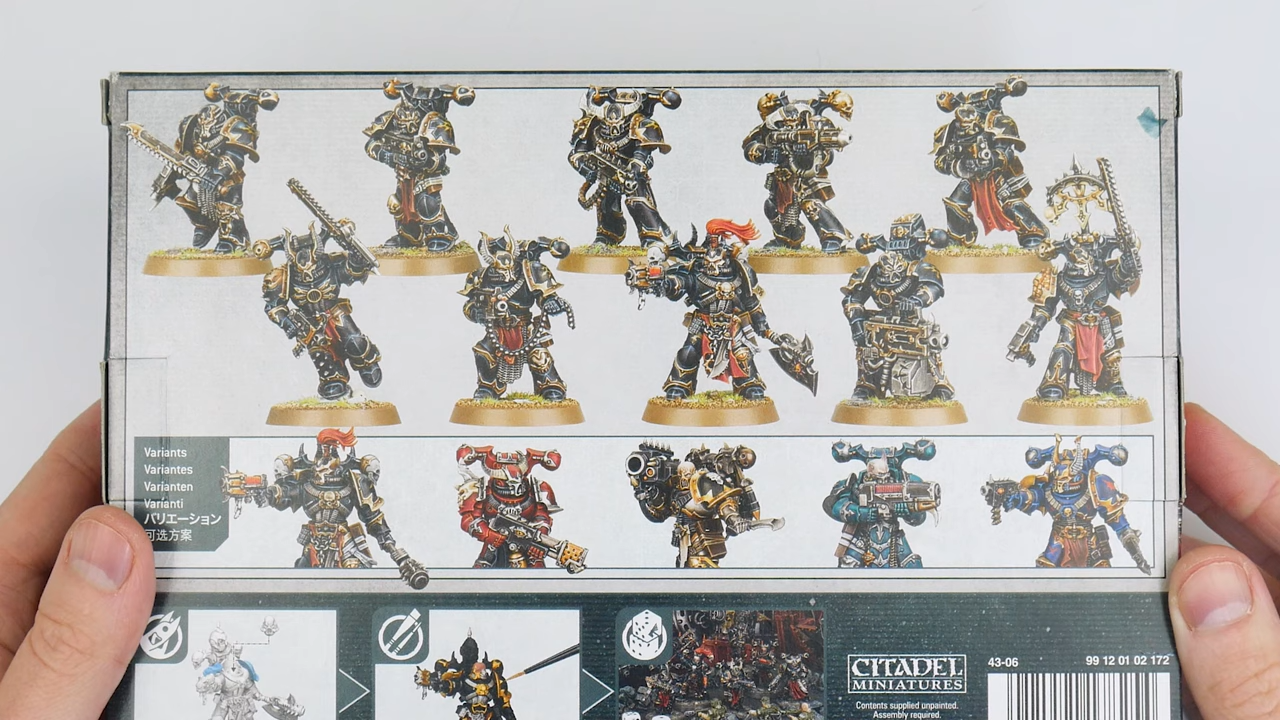 Variants
Variantes
Varianten
Varianti
バリエーション
可选方案
CITADEL
MINIATURES
Contents supplied unpainted.
Assembly required.
43-06
99 12 01 02 172